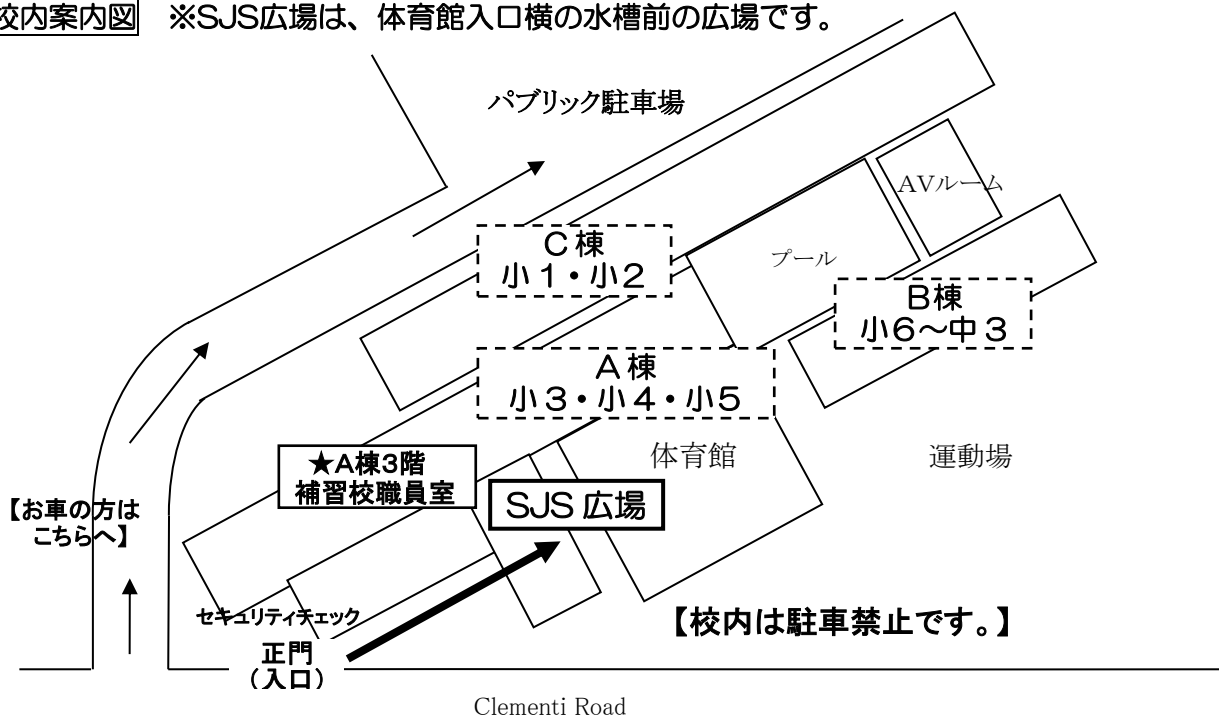 校内案内図 ※SJS広場は、体育館入口横の水槽前の広場です。
パブリック駐車場
AVルーム
C棟
小1・小2
プール
B棟
小6～中3
A棟
小3・小4・小5
体育館
運動場
★A棟3階
補習校職員室
SJS広場
【お車の方は
こちらへ】
セキュリティチェック
正門
（入口）
【校内は駐車禁止です。】
Clementi Road